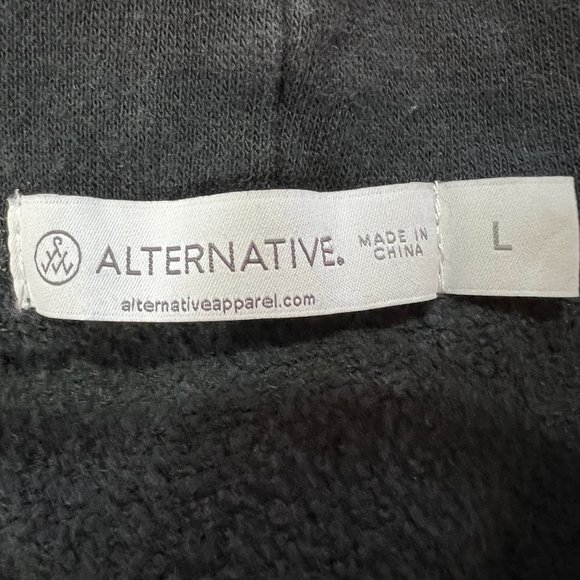 ALTERNATIVE.
MADE IN
CHINA
alternativeapparel.com
L